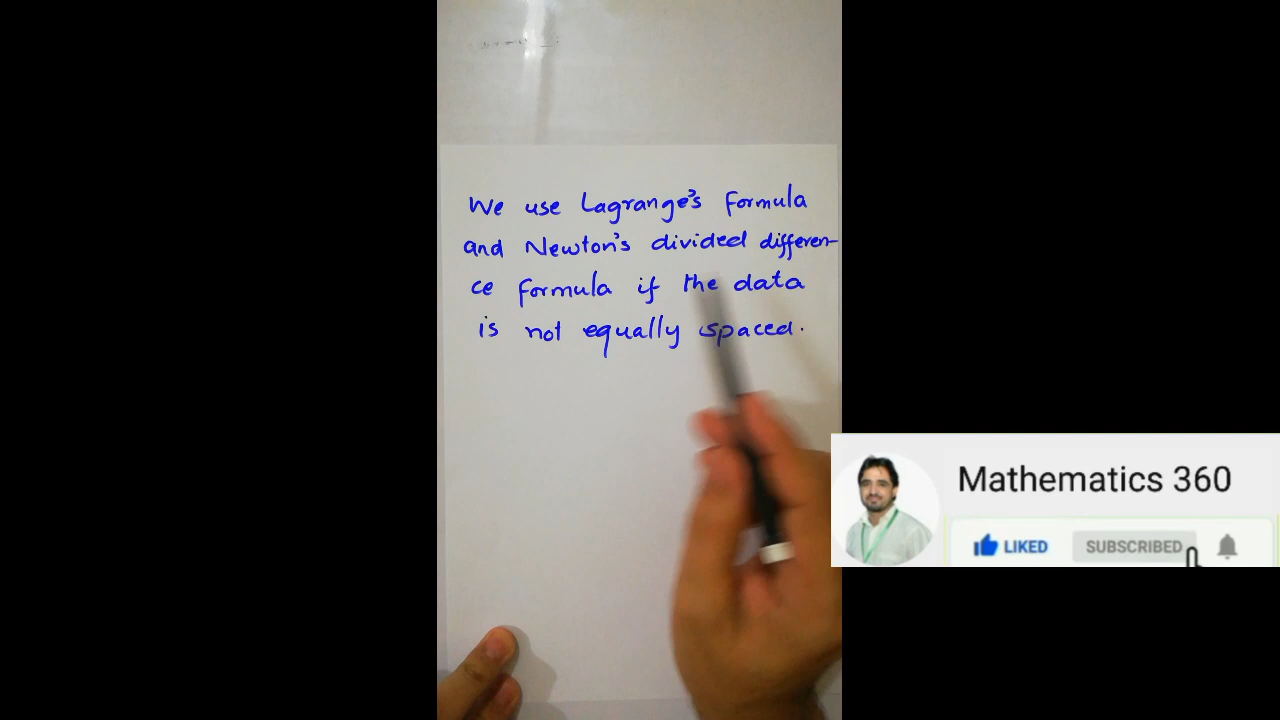 We use Lagrange's formula
and Newton's divided differen-
ce formula if the data
is not equally spaced.
Mathematics 360
LIKED SUBSCRIBED